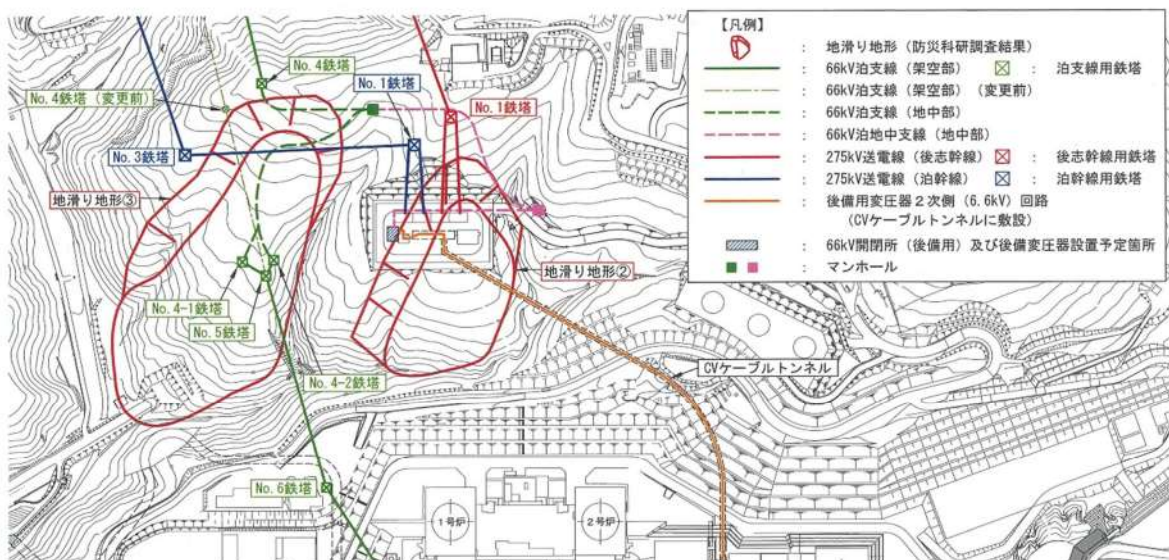 【凡例】
： 地滑り地形（防災科研調査結果）
： 66kV泊支線（架空部） ： 泊支線用鉄塔
： 66kV泊支線（架空部）（変更前）
： 66kV泊支線（地中部）
： 66kV泊地中支線（地中部）
： 275kV送電線（後志幹線） ： 後志幹線用鉄塔
： 275kV送電線（泊幹線） ： 泊幹線用鉄塔
： 後備用変圧器２次側（6.6kV）回路
（CVケーブルトンネルに敷設）
： 66kV開閉所（後備用）及び後備変圧器設置予定箇所
： マンホール
No.4鉄塔
No.1鉄塔
No.4鉄塔（変更前）
No.1鉄塔
No.3鉄塔
地滑り地形③
地滑り地形②
No.4-1鉄塔
No.5鉄塔
No.4-2鉄塔
CVケーブルトンネル
No.6鉄塔
１号炉
２号炉